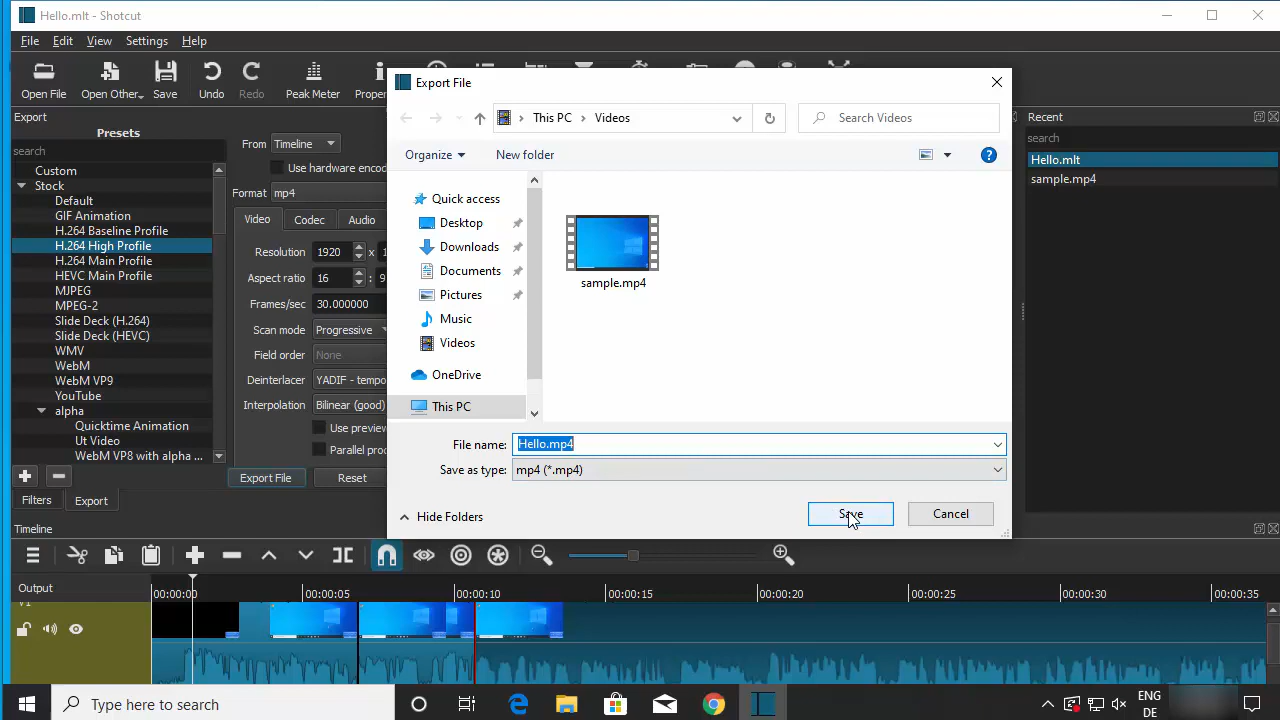 Hello.mlt - Shotcut
File Edit View Settings Help
Open File Open Other.. Save Undo Redo Peak Meter
Export
Presets
search
Custom
Stock
Default
GIF Animation
H.264 Baseline Profile
H.264 High Profile
H.264 Main Profile
HEVC Main Profile
MJPEG
MPEG-2
Slide Deck (H.264)
Slide Deck (HEVC)
WMV
WebM
WebM VP9
YouTube
alpha
Quicktime Animation
Ut Video
WebM VP8 with alpha ...
Filters Export
From Timeline
Use hardware encod
Format mp4
Video Codec Audio
Resolution 1920 x 1
Aspect ratio 16 : 9
Frames/sec 30.000000
Scan mode Progressive
Field order None
Deinterlacer YADIF - tempo
Interpolation Bilinear (good)
Use previe
Parallel proc
Export File Reset
Export File
This PC Videos
Search Videos
Organize New folder
Quick access
Desktop
Downloads
Documents
Pictures
Music
Videos
OneDrive
This PC
sample.mp4
File name: Hello.mp4
Save as type: mp4 (*.mp4)
Hide Folders Save Cancel
Recent
search
Hello.mlt
sample.mp4
Timeline
Output
00:00:00 00:00:05 00:00:10 00:00:15 00:00:20 00:00:25 00:00:30 00:00:35
Type here to search
ENG
DE